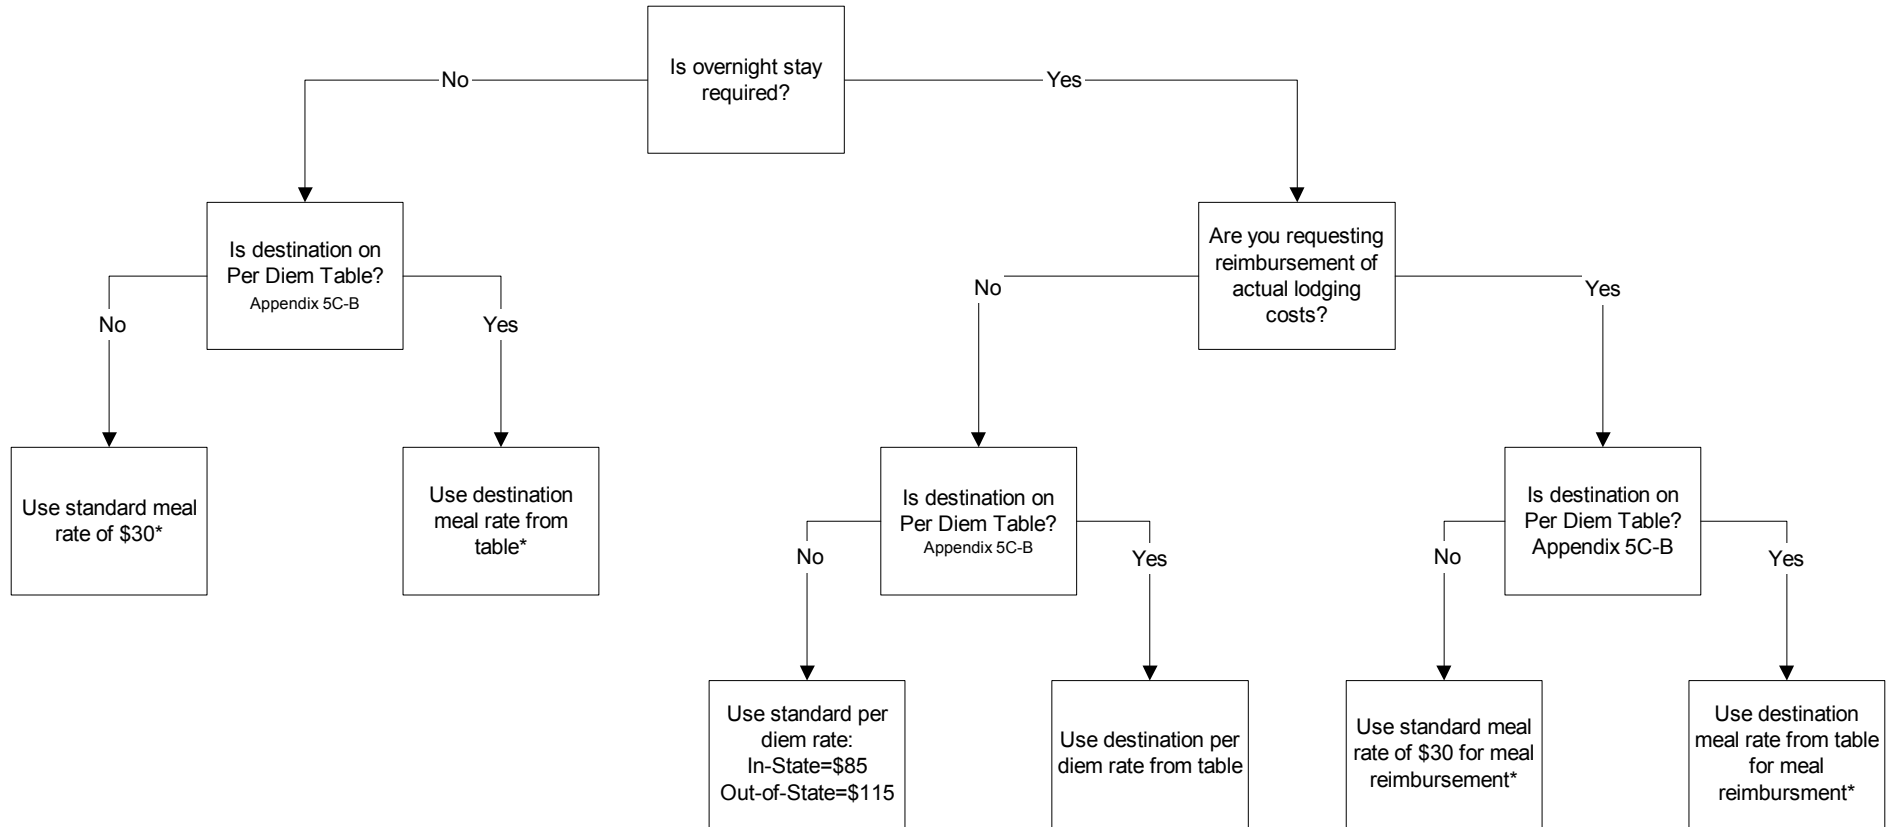 Is overnight stay
required?
No
Yes
Is destination on
Per Diem Table?
Appendix 5C-B
Are you requesting
reimbursement of
actual lodging
costs?
No
Yes
No
Yes
Use standard meal
rate of $30*
Use destination
meal rate from
table*
Is destination on
Per Diem Table?
Appendix 5C-B
Is destination on
Per Diem Table?
Appendix 5C-B
No
Yes
No
Yes
Use standard per
diem rate:
In-State=$85
Out-of-State=$115
Use destination per
diem rate from table
Use standard meal
rate of $30 for meal
reimbursement*
Use destination
meal rate from table
for meal
reimbursment*